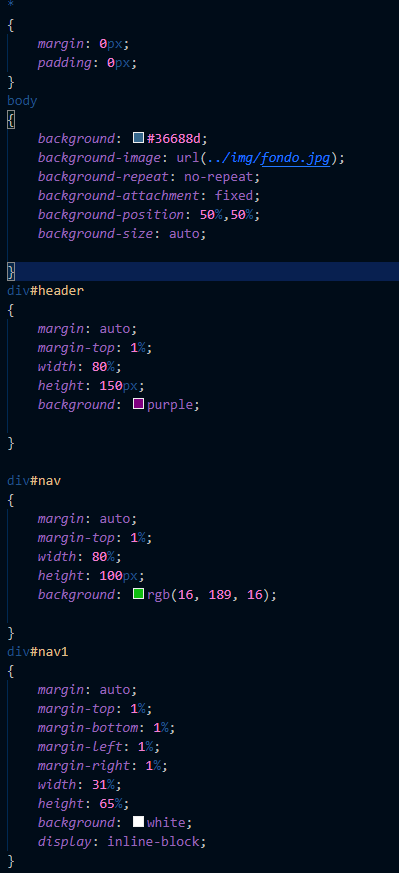 *
{
margin: 0px;
padding: 0px;
}
body
{
background: #36688d;
background-image: url(../img/fondo.jpg);
background-repeat: no-repeat;
background-attachment: fixed;
background-position: 50%,50%;
background-size: auto;
}
div#header
{
margin: auto;
margin-top: 1%;
width: 80%;
height: 150px;
background: purple;
}
div#nav
{
margin: auto;
margin-top: 1%;
width: 80%;
height: 100px;
background: rgb(16, 189, 16);
}
div#nav1
{
margin: auto;
margin-top: 1%;
margin-bottom: 1%;
margin-left: 1%;
margin-right: 1%;
width: 31%;
height: 65%;
background: white;
display: inline-block;
}